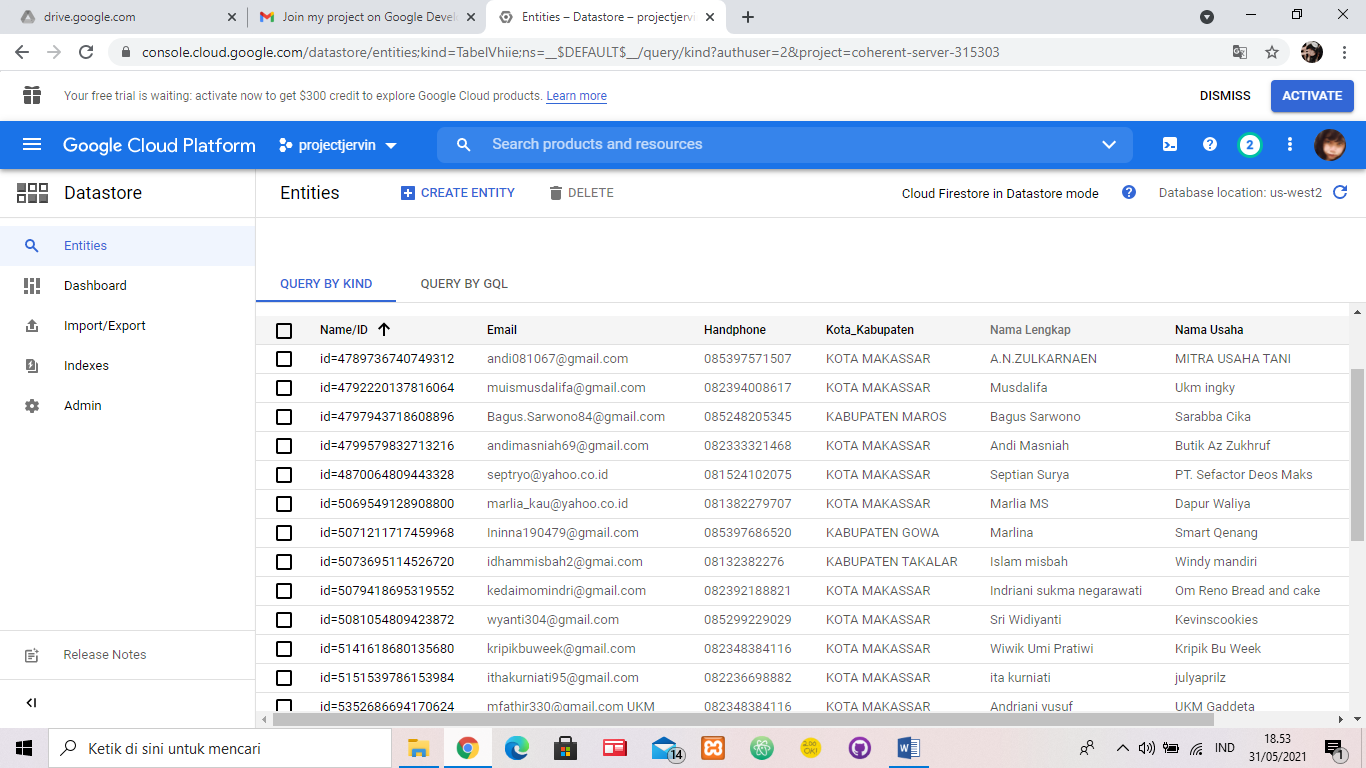 drive.google.com
Join my project on Google Devel
Entities – Datastore – projectjervi
console.cloud.google.com/datastore/entities;kind=TabelVhiie;ns=__$DEFAULT$__/query/kind?authuser=2&project=coherent-server-315303
Your free trial is waiting: activate now to get $300 credit to explore Google Cloud products. Learn more
DISMISS
ACTIVATE
Google Cloud Platform
projectjervin
Search products and resources
2
Datastore
Entities
CREATE ENTITY
DELETE
Cloud Firestore in Datastore mode
Database location: us-west2
Entities
Dashboard
Import/Export
Indexes
Admin
Release Notes
QUERY BY KIND
QUERY BY GQL
Name/ID Email Handphone Kota_Kabupaten Nama Lengkap Nama Usaha
id=4789736740749312 andi081067@gmail.com 085397571507 KOTA MAKASSAR A.N.ZULKARNAEN MITRA USAHA TANI
id=4792220137816064 muismusdalifa@gmail.com 082394008617 KOTA MAKASSAR Musdalifa Ukm ingky
id=4797943718608896 Bagus.Sarwono84@gmail.com 085248205345 KABUPATEN MAROS Bagus Sarwono Sarabba Cika
id=4799579832713216 andimasniah69@gmail.com 082333321468 KOTA MAKASSAR Andi Masniah Butik Az Zukhruf
id=4870064809443328 septryo@yahoo.co.id 081524102075 KOTA MAKASSAR Septian Surya PT. Sefactor Deos Maks
id=5069549128908800 marlia_kau@yahoo.co.id 081382279707 KOTA MAKASSAR Marlia MS Dapur Waliya
id=5071211717459968 Ininna190479@gmail.com 085397686520 KABUPATEN GOWA Marlina Smart Qenang
id=5073695114526720 idhammisbah2@gmai.com 08132382276 KABUPATEN TAKALAR Islam misbah Windy mandiri
id=5079418695319552 kedaimomindri@gmail.com 082392188821 KOTA MAKASSAR Indriani sukma negarawati Om Reno Bread and cake
id=5081054809423872 wyanti304@gmail.com 085299229029 KOTA MAKASSAR Sri Widiyanti Kevinscookies
id=5141618680135680 kripikbuweek@gmail.com 082348384116 KOTA MAKASSAR Wiwik Umi Pratiwi Kripik Bu Week
id=5151539786153984 ithakurniati95@gmail.com 082236698882 KOTA MAKASSAR ita kurniati julyaprilz
id=5352686694170624 mfathir330@gmail.com UKM 082348384116 KOTA MAKASSAR Andriani yusuf UKM Gaddeta
Ketik di sini untuk mencari
14
IND
18.53
31/05/2021
1